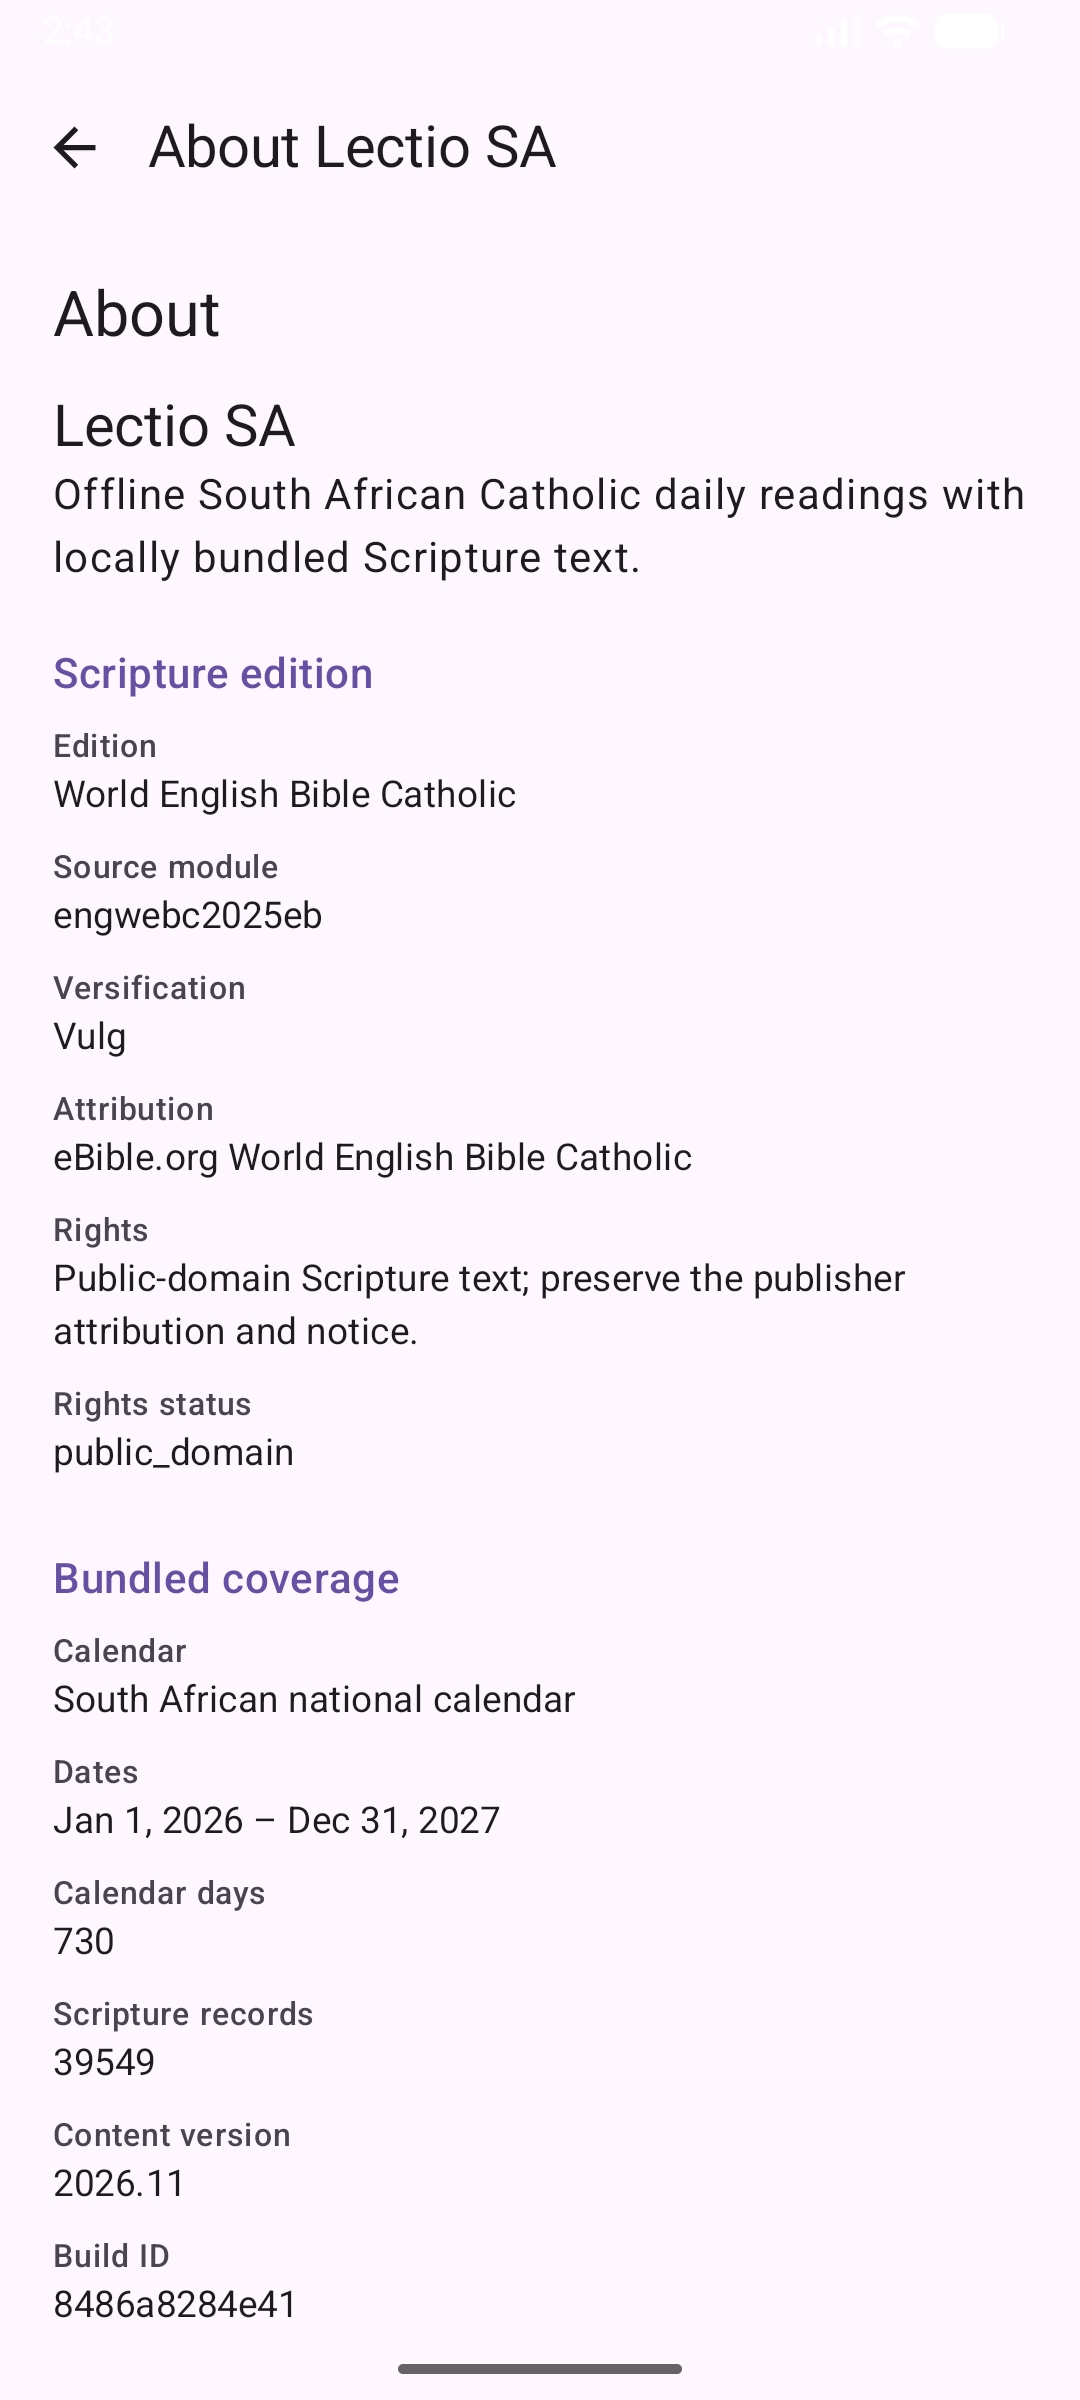 2:43
About Lectio SA
About
Lectio SA
Offline South African Catholic daily readings with
locally bundled Scripture text.
Scripture edition
Edition
World English Bible Catholic
Source module
engwebc2025eb
Versification
Vulg
Attribution
eBible.org World English Bible Catholic
Rights
Public-domain Scripture text; preserve the publisher
attribution and notice.
Rights status
public_domain
Bundled coverage
Calendar
South African national calendar
Dates
Jan 1, 2026 – Dec 31, 2027
Calendar days
730
Scripture records
39549
Content version
2026.11
Build ID
8486a8284e41